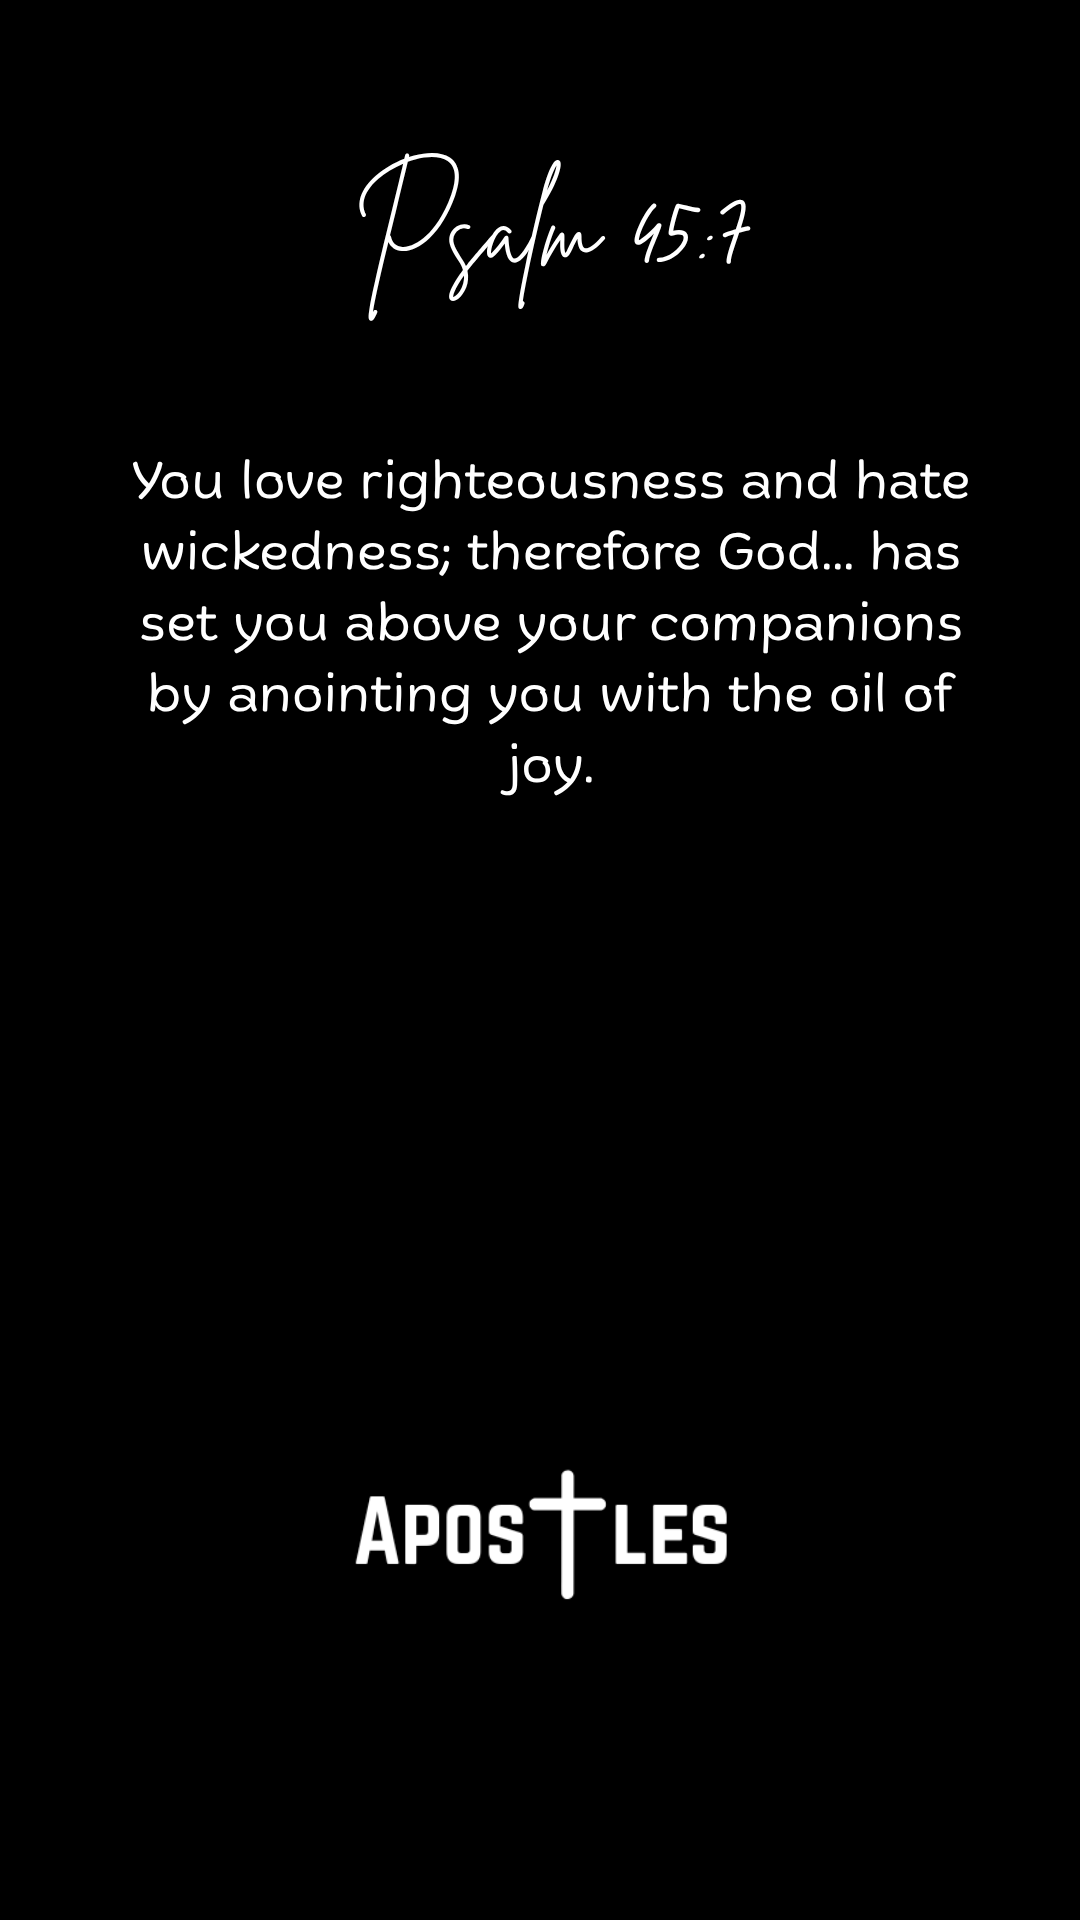 Psalm 45:7
You love righteousness and hate
wickedness; therefore God... has
set you above your companions
by anointing you with the oil of
joy.
APOSTLES